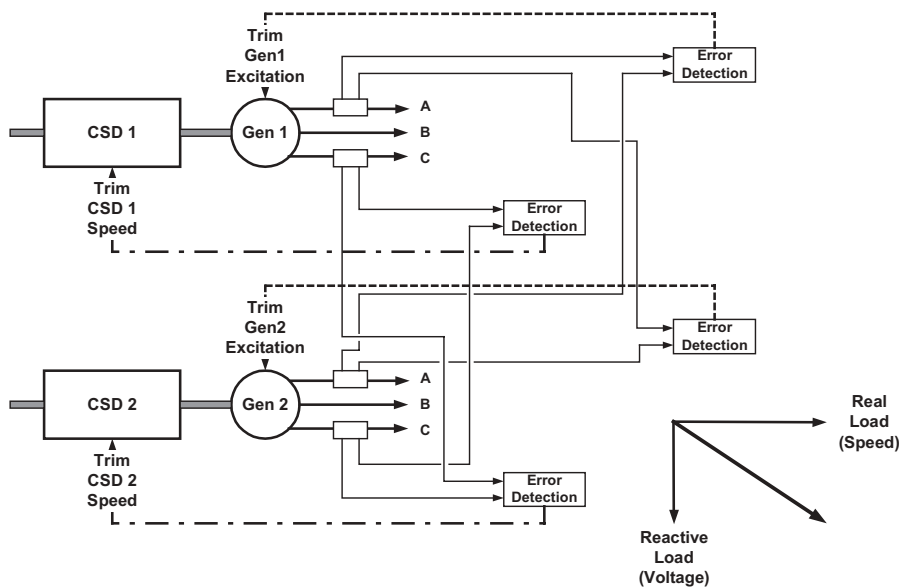 Trim
Gen1
Excitation
Error
Detection
CSD 1
Gen 1
A
B
C
Trim
CSD 1
Speed
Error
Detection
Trim
Gen2
Excitation
Error
Detection
CSD 2
Gen 2
A
B
C
Trim
CSD 2
Speed
Error
Detection
Real
Load
(Speed)
Reactive
Load
(Voltage)